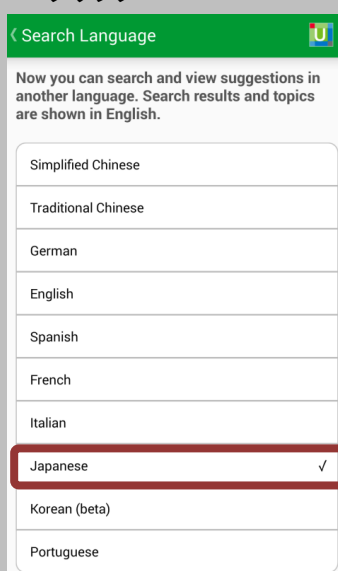 Search Language
Now you can search and view suggestions in
another language. Search results and topics
are shown in English.
Simplified Chinese
Traditional Chinese
German
English
Spanish
French
Italian
Japanese √
Korean (beta)
Portuguese